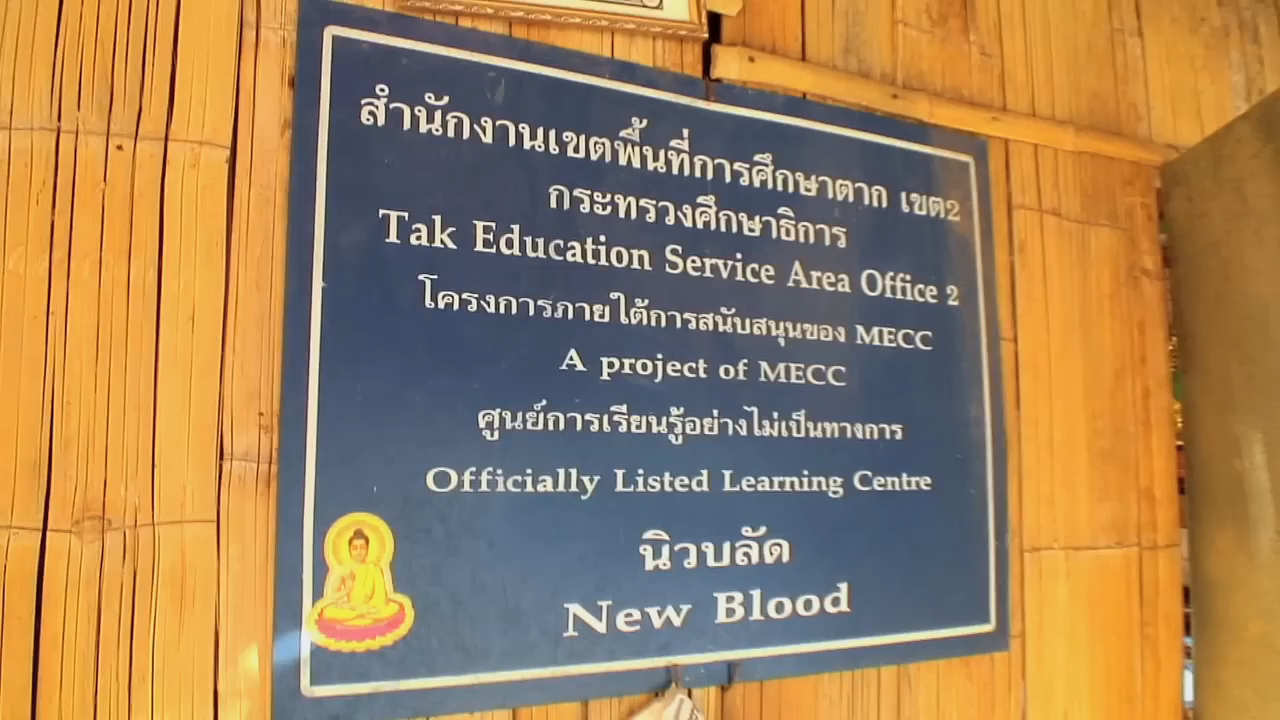 สำนักงานเขตพื้นที่การศึกษาตาก เขต2
กระทรวงศึกษาธิการ
Tak Education Service Area Office 2
โครงการภายใต้การสนับสนุนของ MECC
A project of MECC
ศูนย์การเรียนรู้อย่างไม่เป็นทางการ
Officially Listed Learning Centre
นิวบลัด
New Blood